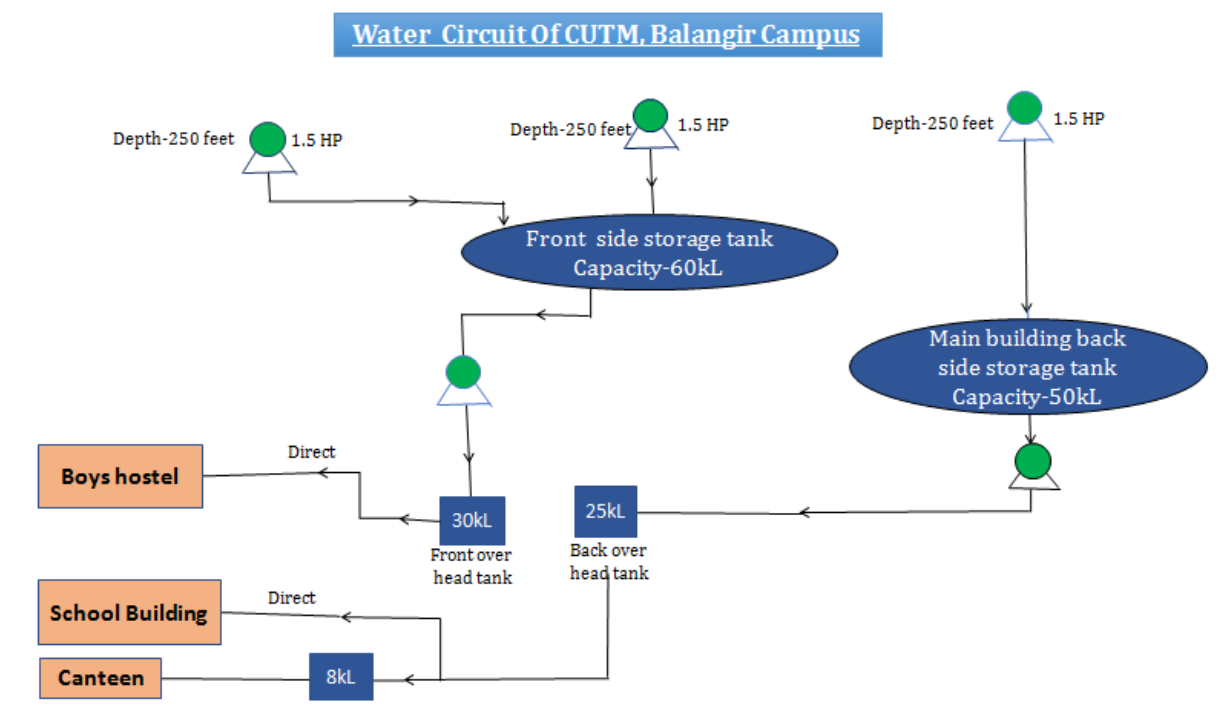 Water Circuit Of CUTM, Balangir Campus
Depth-250 feet
1.5 HP
Depth-250 feet
1.5 HP
Depth-250 feet
1.5 HP
Front side storage tank
Capacity-60kL
Main building back
side storage tank
Capacity-50kL
Boys hostel
Direct
30kL
Front over
head tank
25kL
Back over
head tank
School Building
Direct
Canteen
8kL